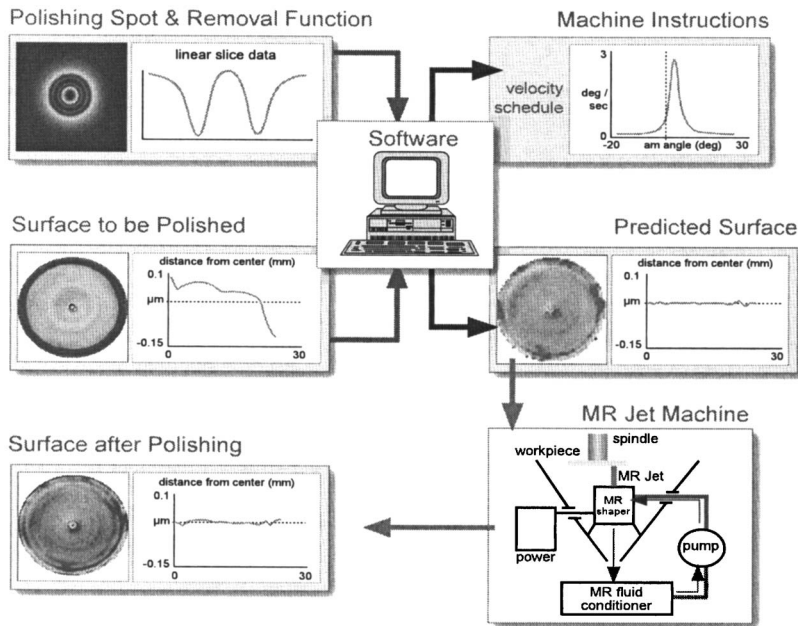 Polishing Spot & Removal Function
linear slice data
Machine Instructions
velocity
schedule
3
deg /
sec
0
-20
am angle (deg)
30
Software
Surface to be Polished
distance from center (mm)
0.1
µm
-0.15
0
30
Predicted Surface
distance from center (mm)
0.1
µm
-0.15
0
30
MR Jet Machine
spindle
workpiece
MR Jet
MR
shaper
power
pump
MR fluid
conditioner
Surface after Polishing
distance from center (mm)
0.1
µm
-0.15
0
30